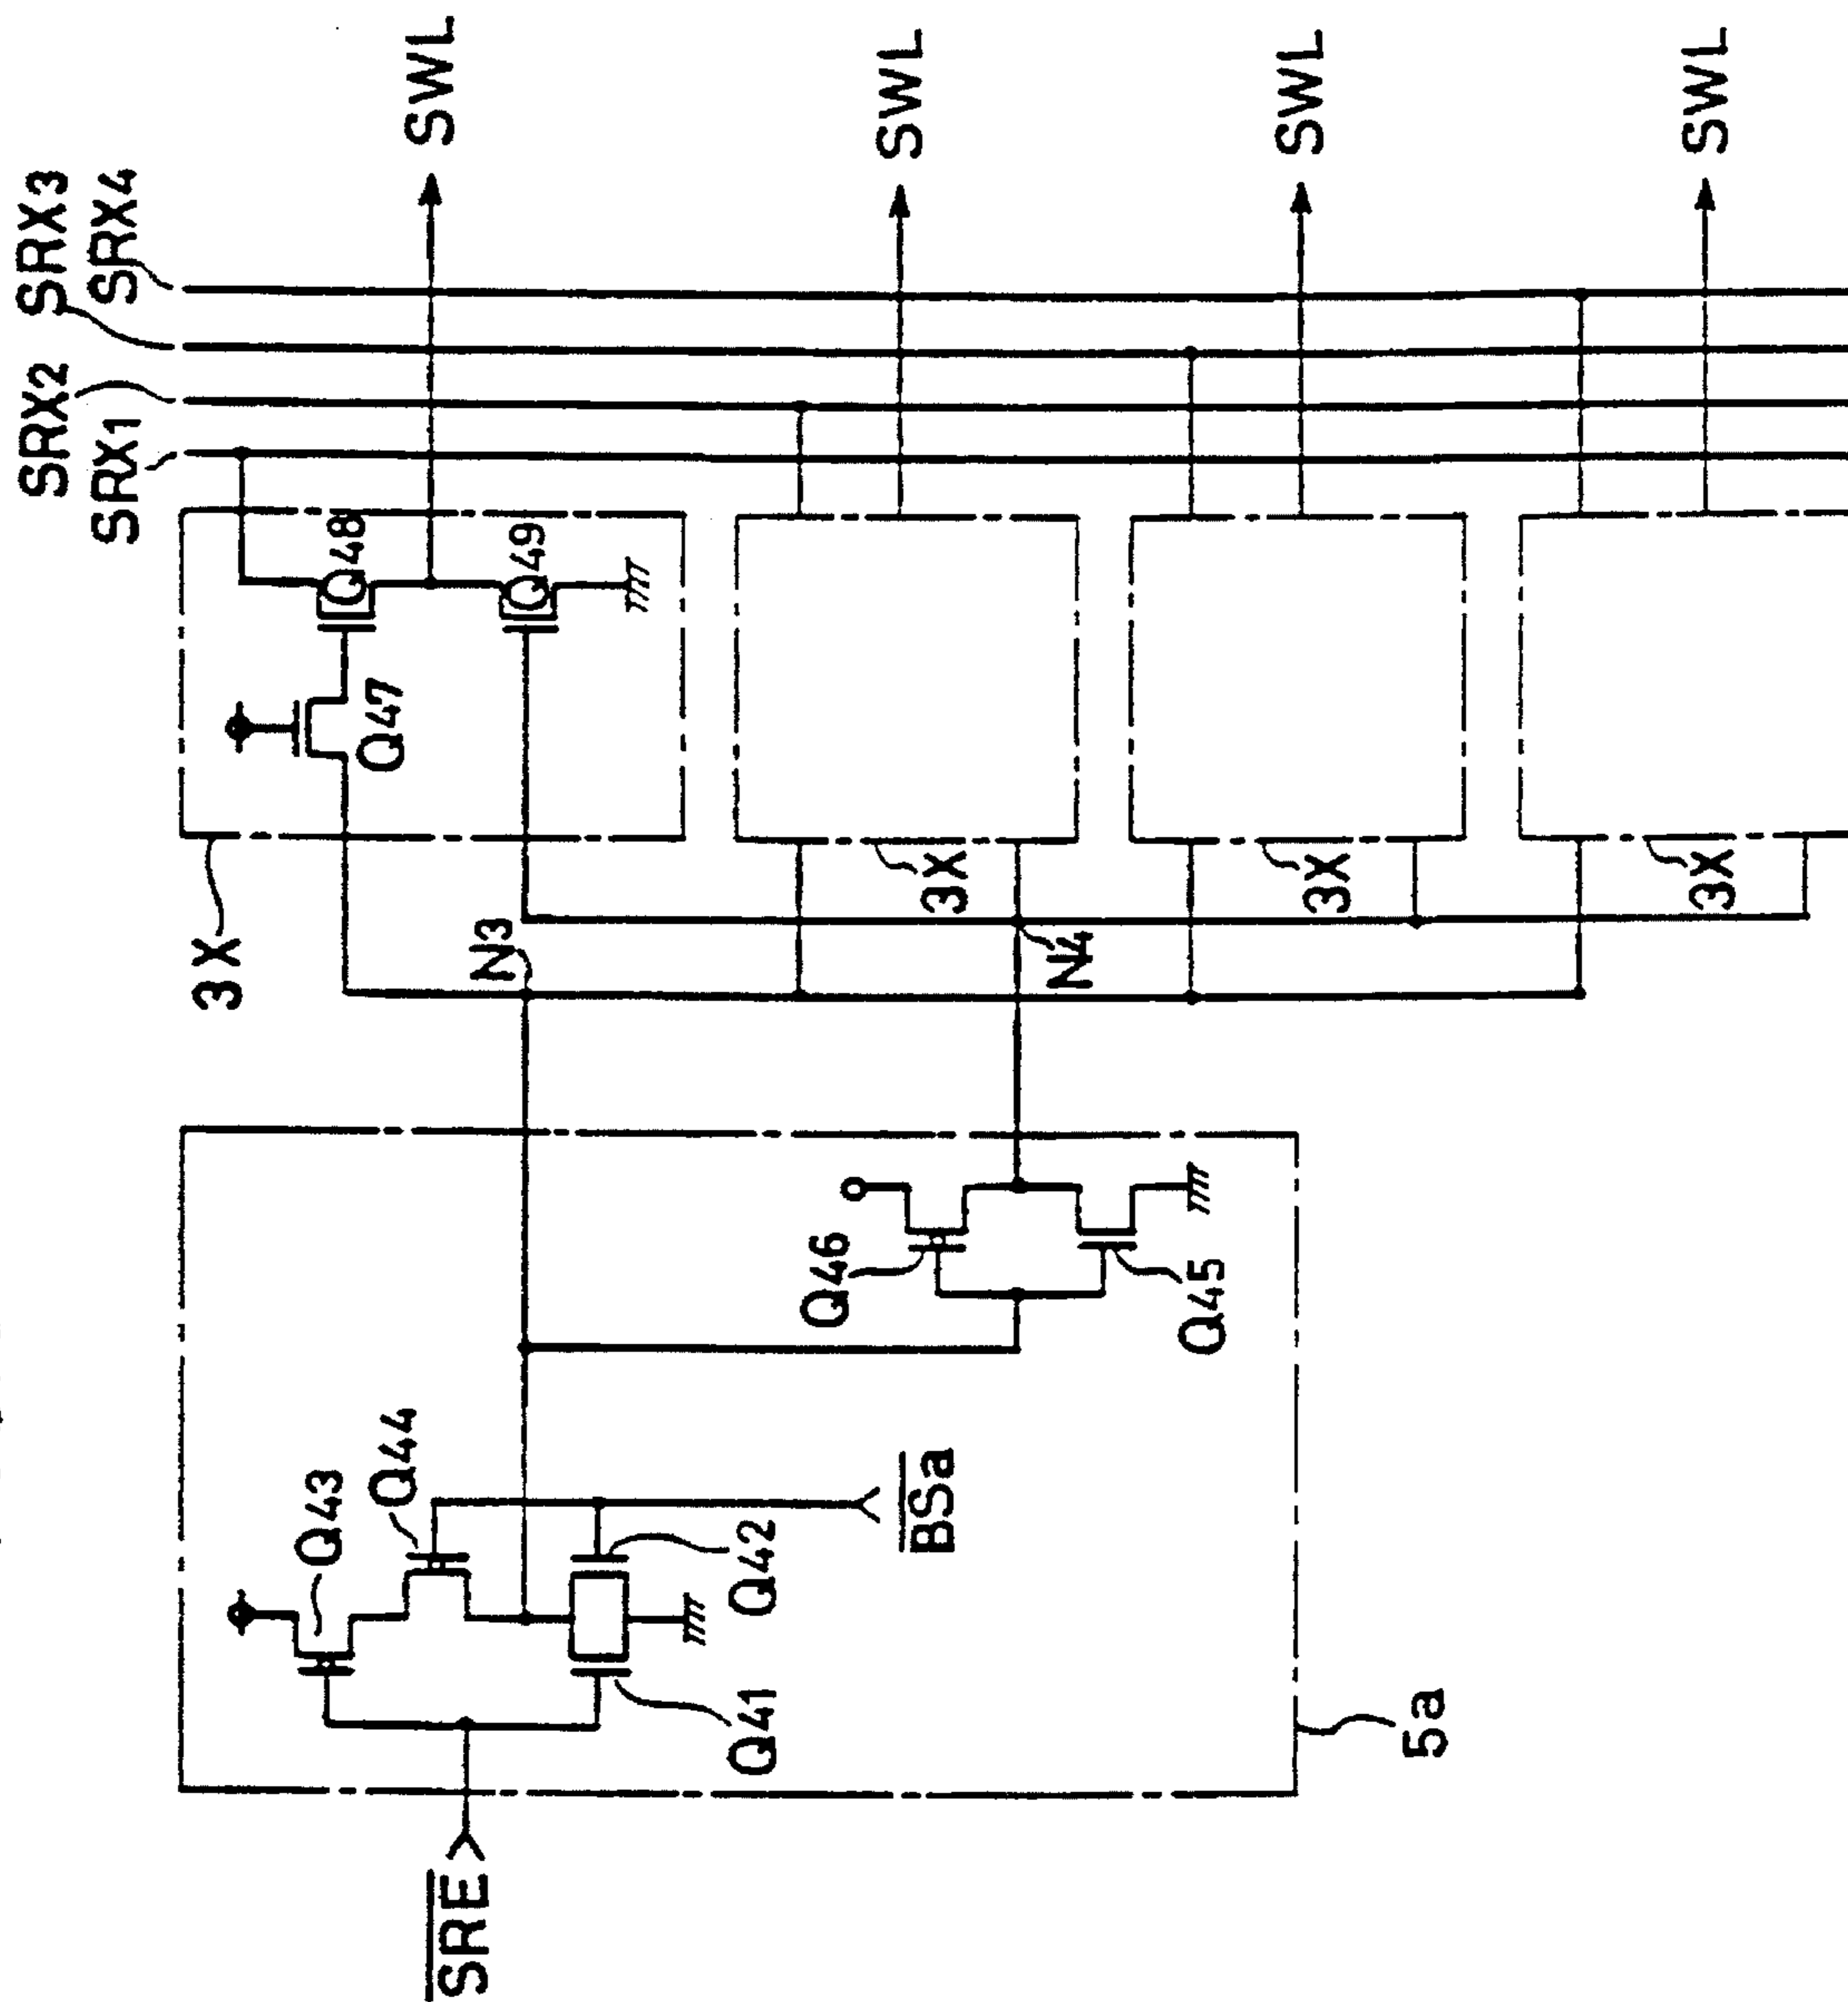 SRX3
SRX4
SRX2
SRX1
SWL
SWL
SWL
SWL
Q48
Q49
Q47
3X
3X
3X
3X
N3
N4
Q46
Q45
Q44
Q43
Q42
Q41
BSa
SRE
5a